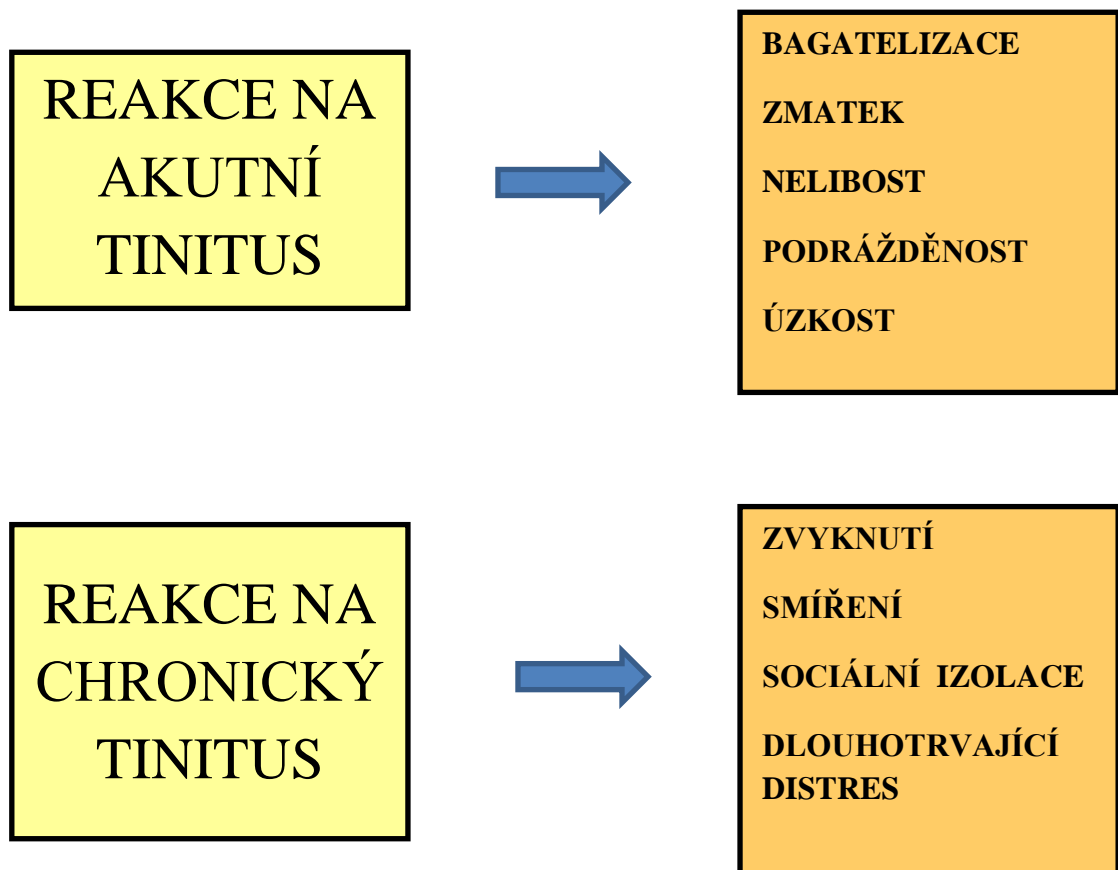 REAKCE NA
AKUTNÍ
TINITUS
BAGATELIZACE
ZMATEK
NELIBOST
PODRÁŽDĚNOST
ÚZKOST
REAKCE NA
CHRONICKÝ
TINITUS
ZVYKNUTÍ
SMÍŘENÍ
SOCIÁLNÍ IZOLACE
DLOUHOTRVAJÍCÍ
DISTRES